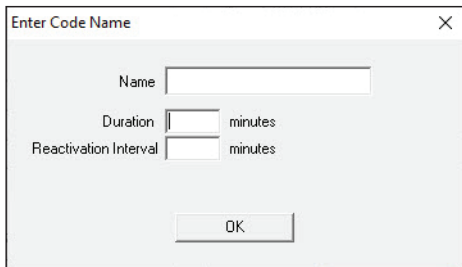 Enter Code Name
Name
Duration minutes
Reactivation Interval minutes
OK